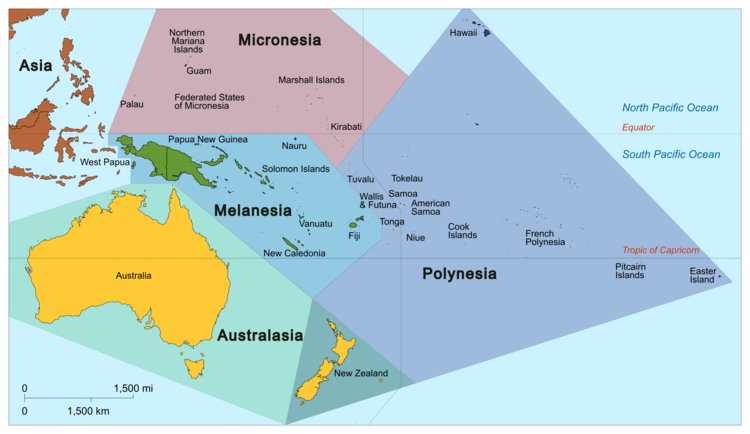 Hawaii
Northern
Mariana
Islands
Micronesia
Asia
Guam
Marshall Islands
Palau
Federated States
of Micronesia
North Pacific Ocean
Kirabati
Equator
Papua New Guinea
Nauru
South Pacific Ocean
West Papua
Solomon Islands
Tuvalu
Tokelau
Wallis
& Futuna
Samoa
American
Samoa
Melanesia
Vanuatu
Fiji
Tonga
Niue
Cook
Islands
French
Polynesia
New Caledonia
Tropic of Capricorn
Australia
Polynesia
Pitcairn
Islands
Easter
Island
Australasia
New Zealand
0
1,500 mi
0
1,500 km